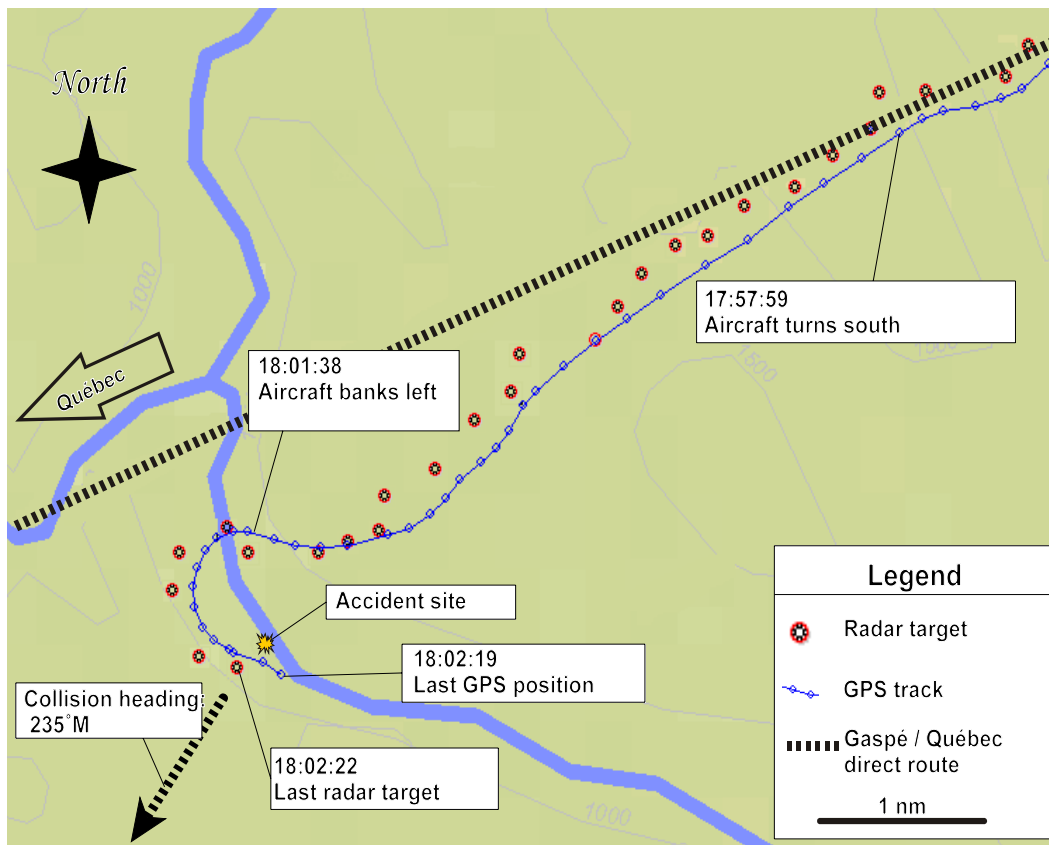 North
1000
Québec
17:57:59
Aircraft turns south
1500
18:01:38
Aircraft banks left
Accident site
18:02:19
Last GPS position
Collision heading:
235°M
18:02:22
Last radar target
1000
Legend
Radar target
GPS track
Gaspé / Québec
direct route
1 nm